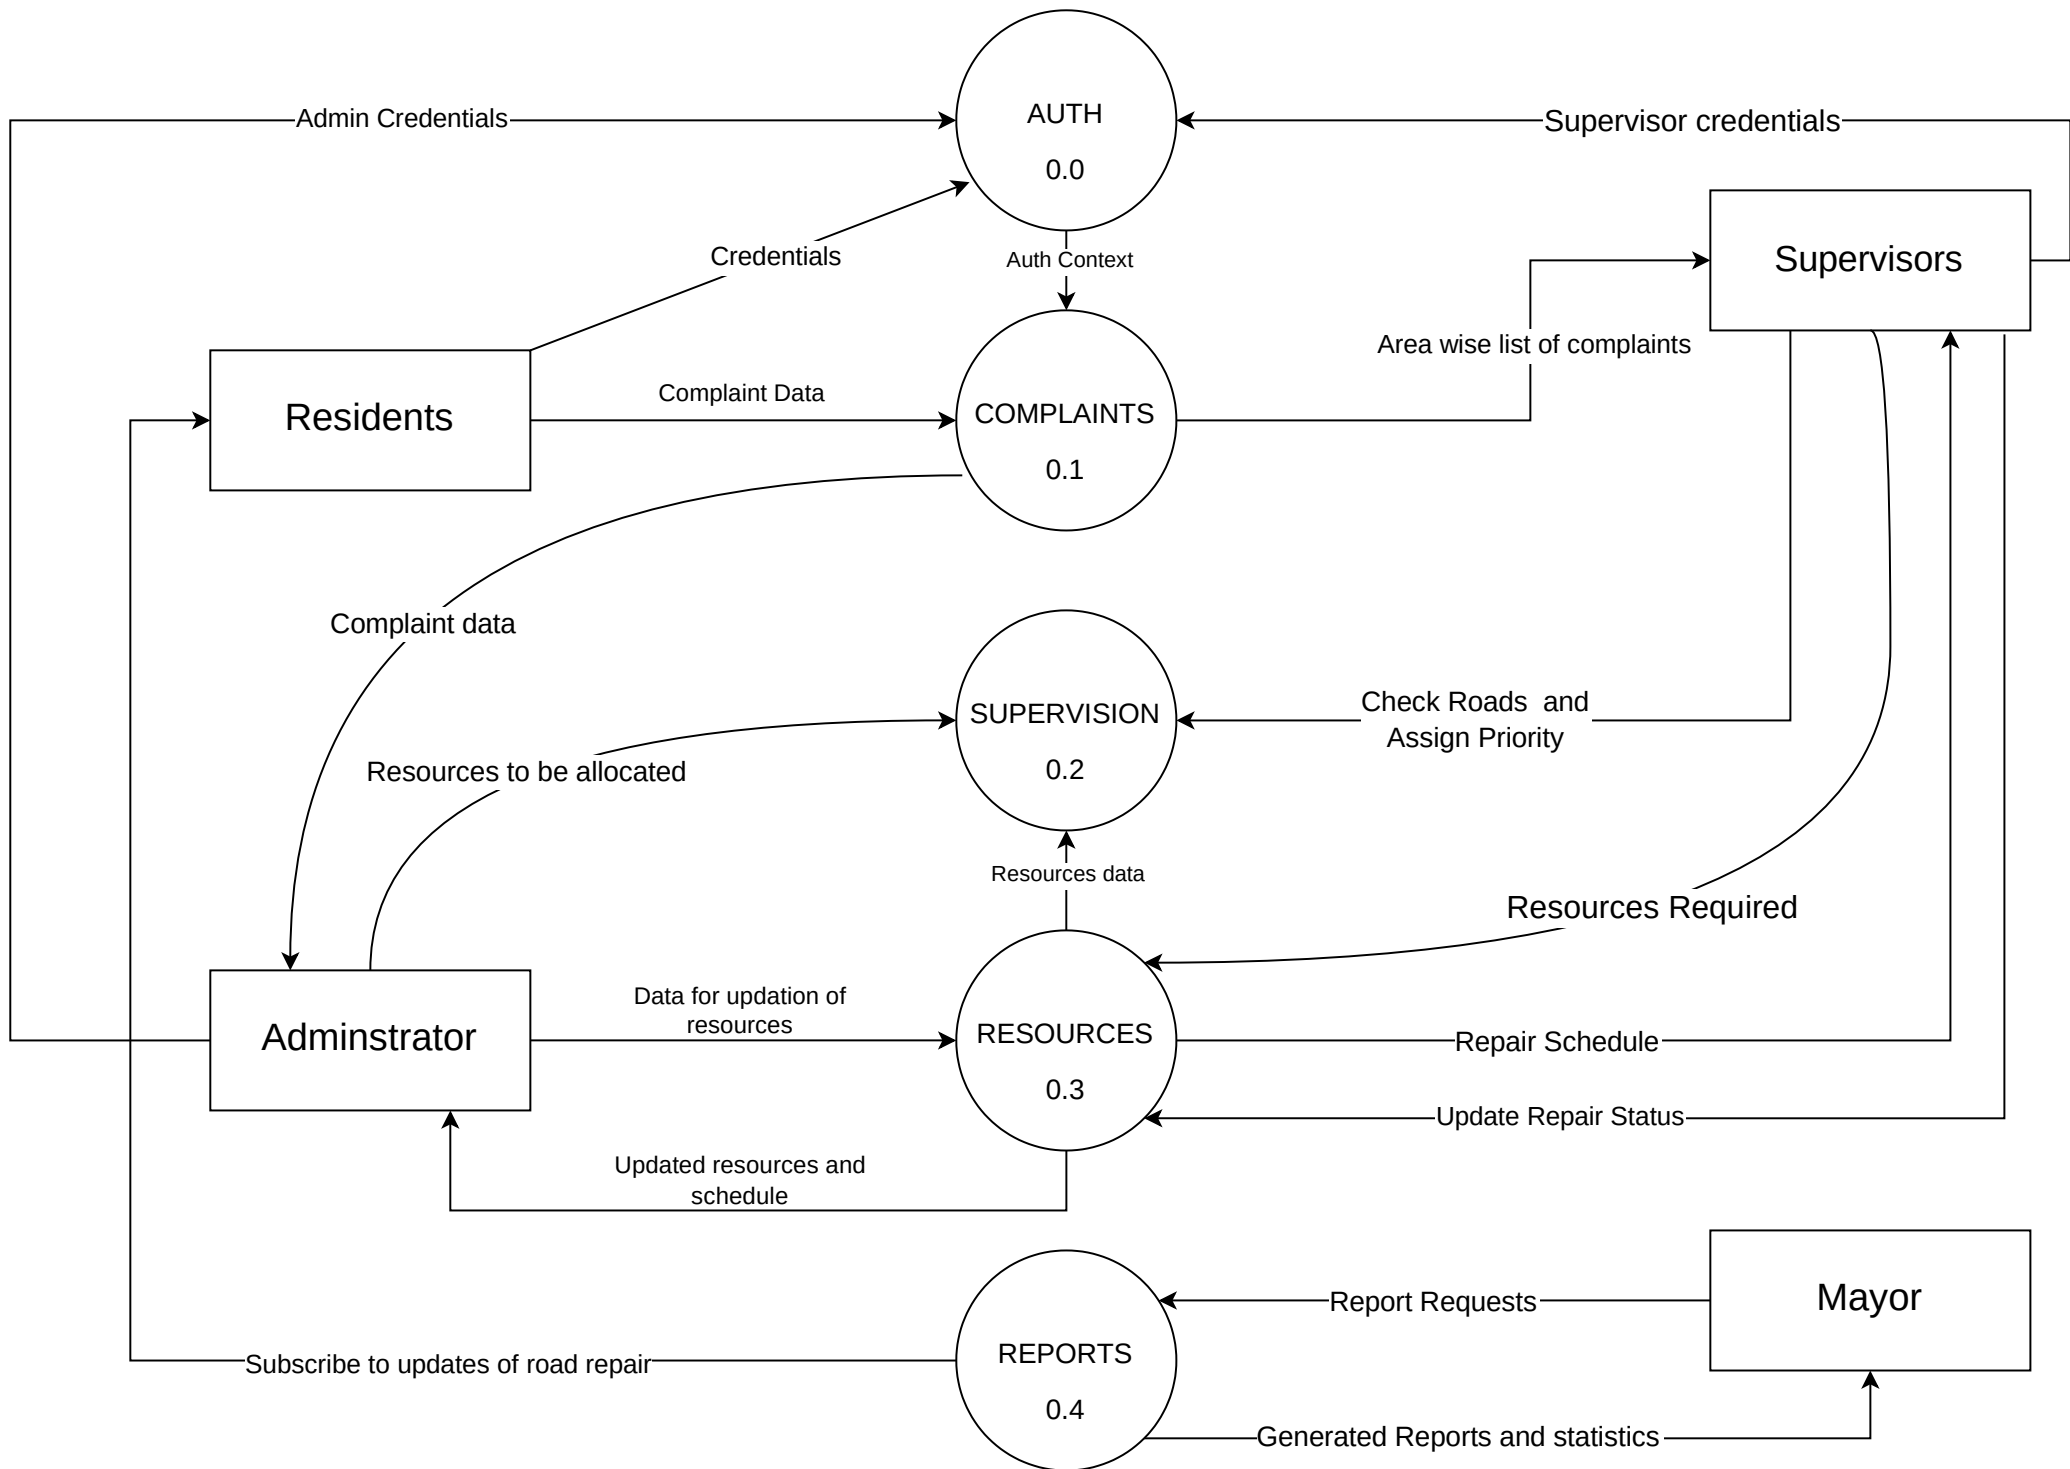 AUTH
0.0
Admin Credentials
Supervisor credentials
Credentials
Auth Context
Supervisors
Area wise list of complaints
Residents
Complaint Data
COMPLAINTS
0.1
Complaint data
SUPERVISION
0.2
Check Roads  and
Assign Priority
Resources to be allocated
Resources data
Resources Required
Adminstrator
Data for updation of
resources
RESOURCES
0.3
Repair Schedule
Update Repair Status
Updated resources and
schedule
Mayor
Report Requests
REPORTS
0.4
Subscribe to updates of road repair
Generated Reports and statistics